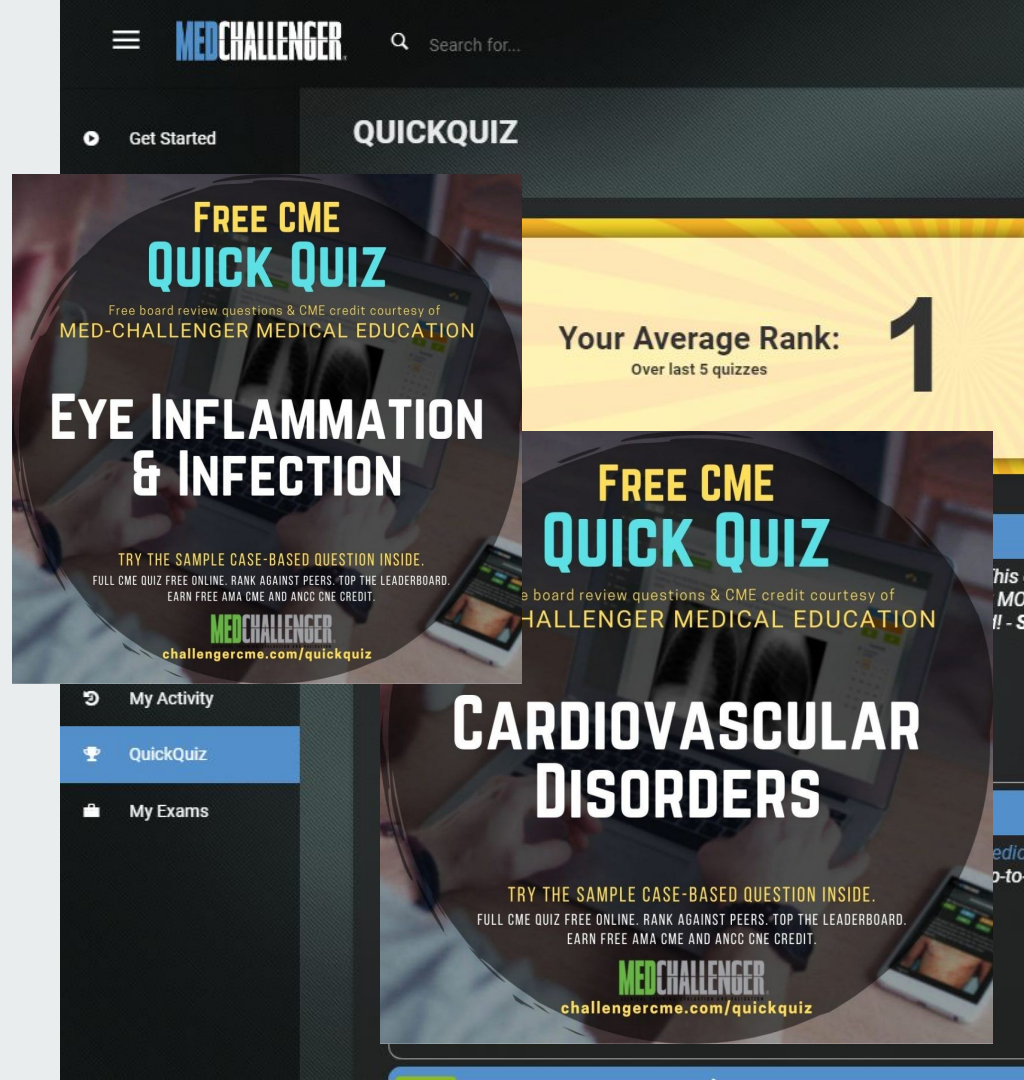 MEDCHALLENGER
Search for...
Get Started
QUICKQUIZ
FREE CME
QUICK QUIZ
Free board review questions & CME credit courtesy of
MED-CHALLENGER MEDICAL EDUCATION
EYE INFLAMMATION
& INFECTION
TRY THE SAMPLE CASE-BASED QUESTION INSIDE.
FULL CME QUIZ FREE ONLINE. RANK AGAINST PEERS. TOP THE LEADERBOARD.
EARN FREE AMA CME AND ANCC CNE CREDIT.
MEDCHALLENGER
challengercme.com/quickquiz
Your Average Rank:
1
Over last 5 quizzes
FREE CME
QUICK QUIZ
board review questions & CME credit courtesy of
HALLENGER MEDICAL EDUCATION
CARDIOVASCULAR
DISORDERS
TRY THE SAMPLE CASE-BASED QUESTION INSIDE.
FULL CME QUIZ FREE ONLINE. RANK AGAINST PEERS. TOP THE LEADERBOARD.
EARN FREE AMA CME AND ANCC CNE CREDIT.
MEDCHALLENGER
challengercme.com/quickquiz
My Activity
QuickQuiz
My Exams